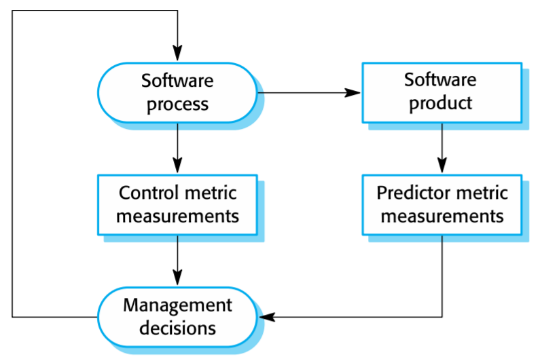 Software
process
Software
product
Control metric
measurements
Predictor metric
measurements
Management
decisions